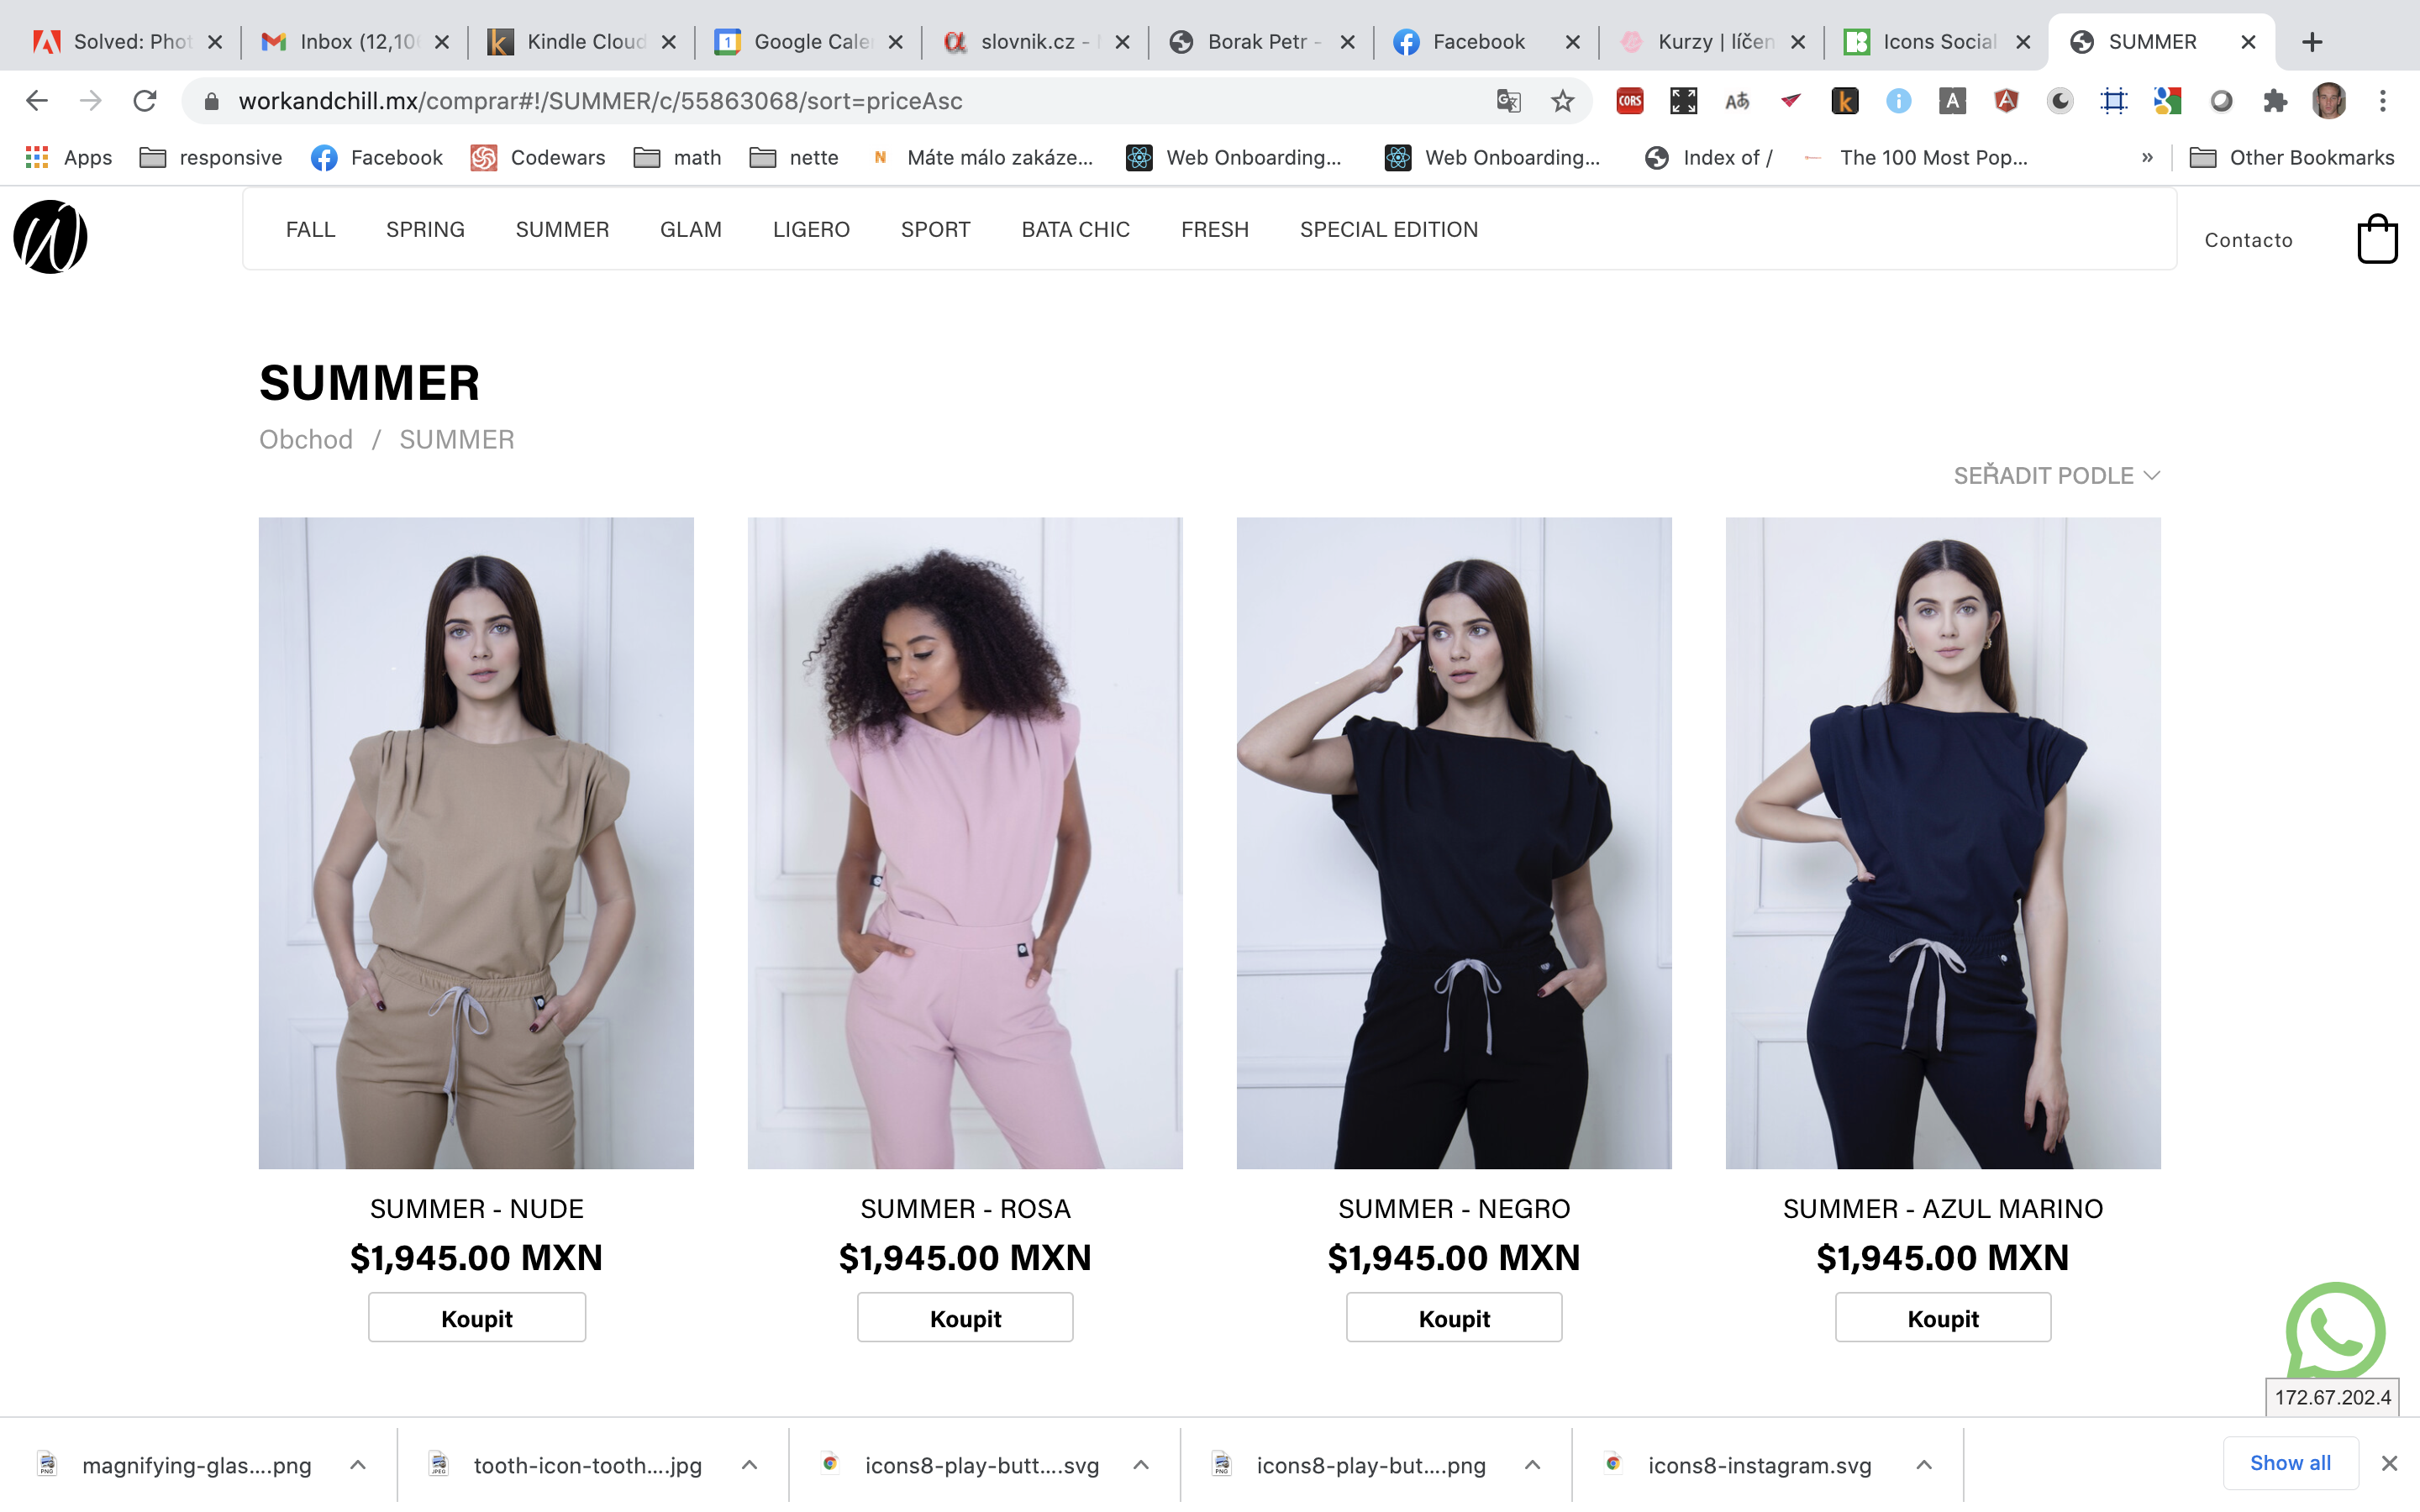 Solved: Phot
Inbox (12,10
Kindle Cloud
Google Cale
slovnik.cz -
Borak Petr -
Facebook
Kurzy | líčen
Icons Social
SUMMER
workandchill.mx/comprar#!/SUMMER/c/55863068/sort=priceAsc
CORS
Apps
responsive
Facebook
Codewars
math
nette
Máte málo zakáze...
Web Onboarding...
Web Onboarding...
Index of /
The 100 Most Pop...
»
Other Bookmarks
FALL
SPRING
SUMMER
GLAM
LIGERO
SPORT
BATA CHIC
FRESH
SPECIAL EDITION
Contacto
SUMMER
Obchod / SUMMER
SEŘADIT PODLE
SUMMER - NUDE
$1,945.00 MXN
Koupit
SUMMER - ROSA
$1,945.00 MXN
Koupit
SUMMER - NEGRO
$1,945.00 MXN
Koupit
SUMMER - AZUL MARINO
$1,945.00 MXN
Koupit
172.67.202.4
magnifying-glas....png
tooth-icon-tooth....jpg
icons8-play-butt....svg
icons8-play-but....png
icons8-instagram.svg
Show all